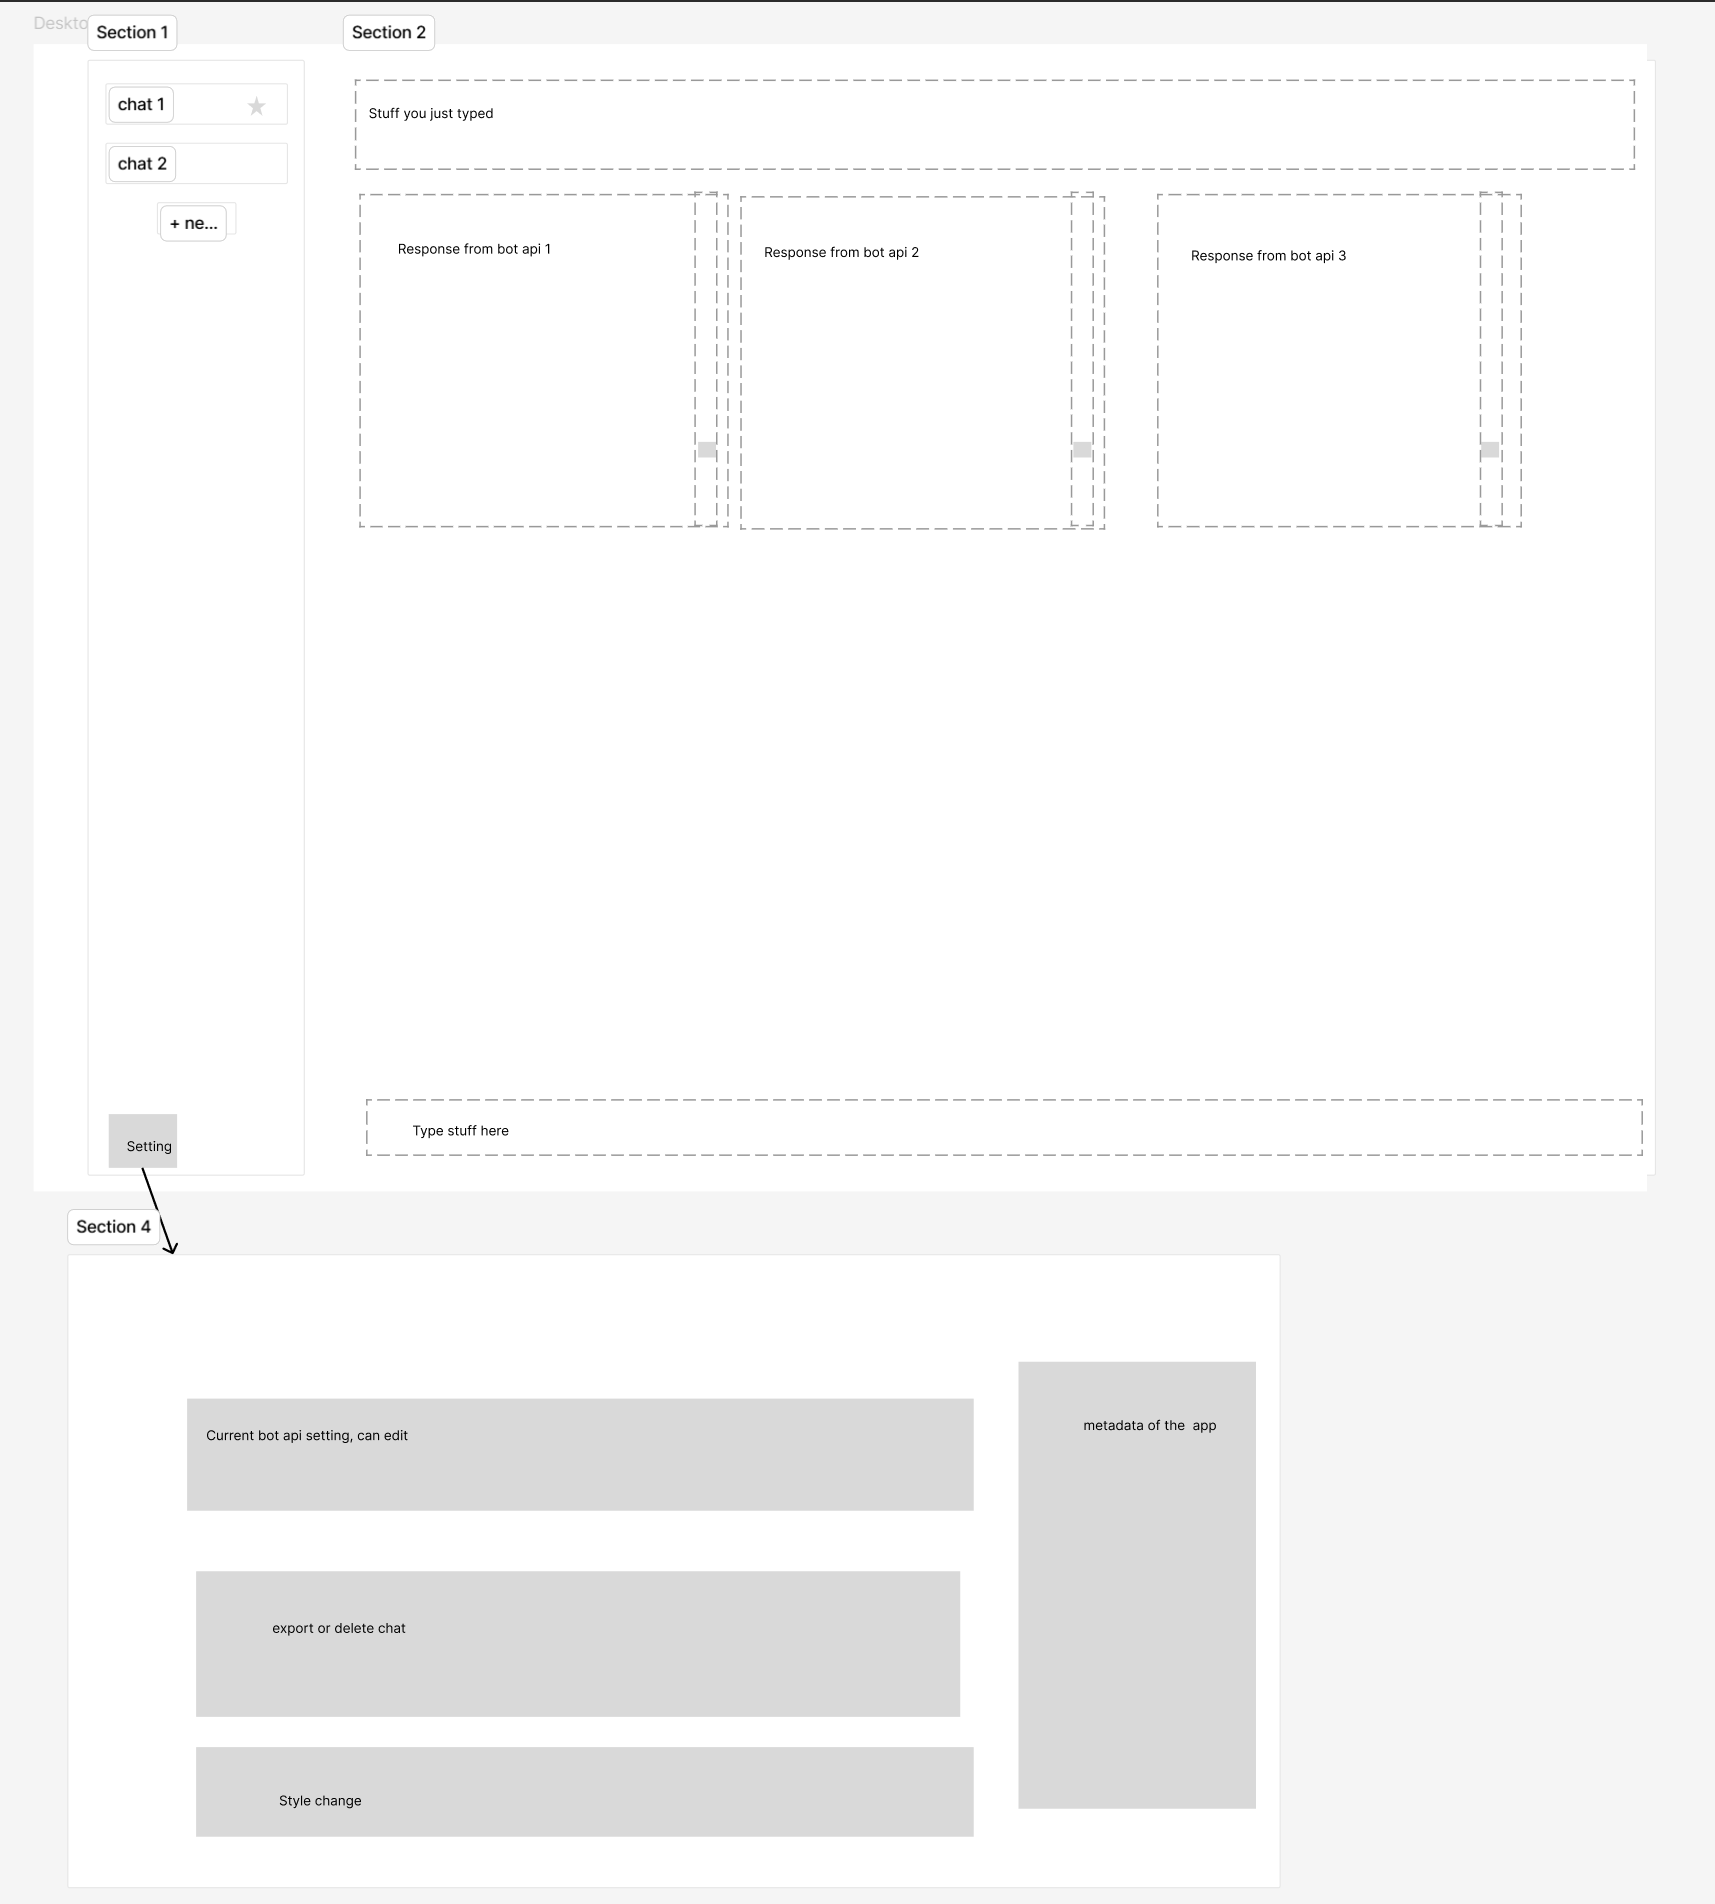 Deskto
Section 1
Section 2
chat 1
chat 2
+ ne...
Stuff you just typed
Response from bot api 1
Response from bot api 2
Response from bot api 3
Type stuff here
Setting
Section 4
Current bot api setting, can edit
metadata of the  app
export or delete chat
Style change